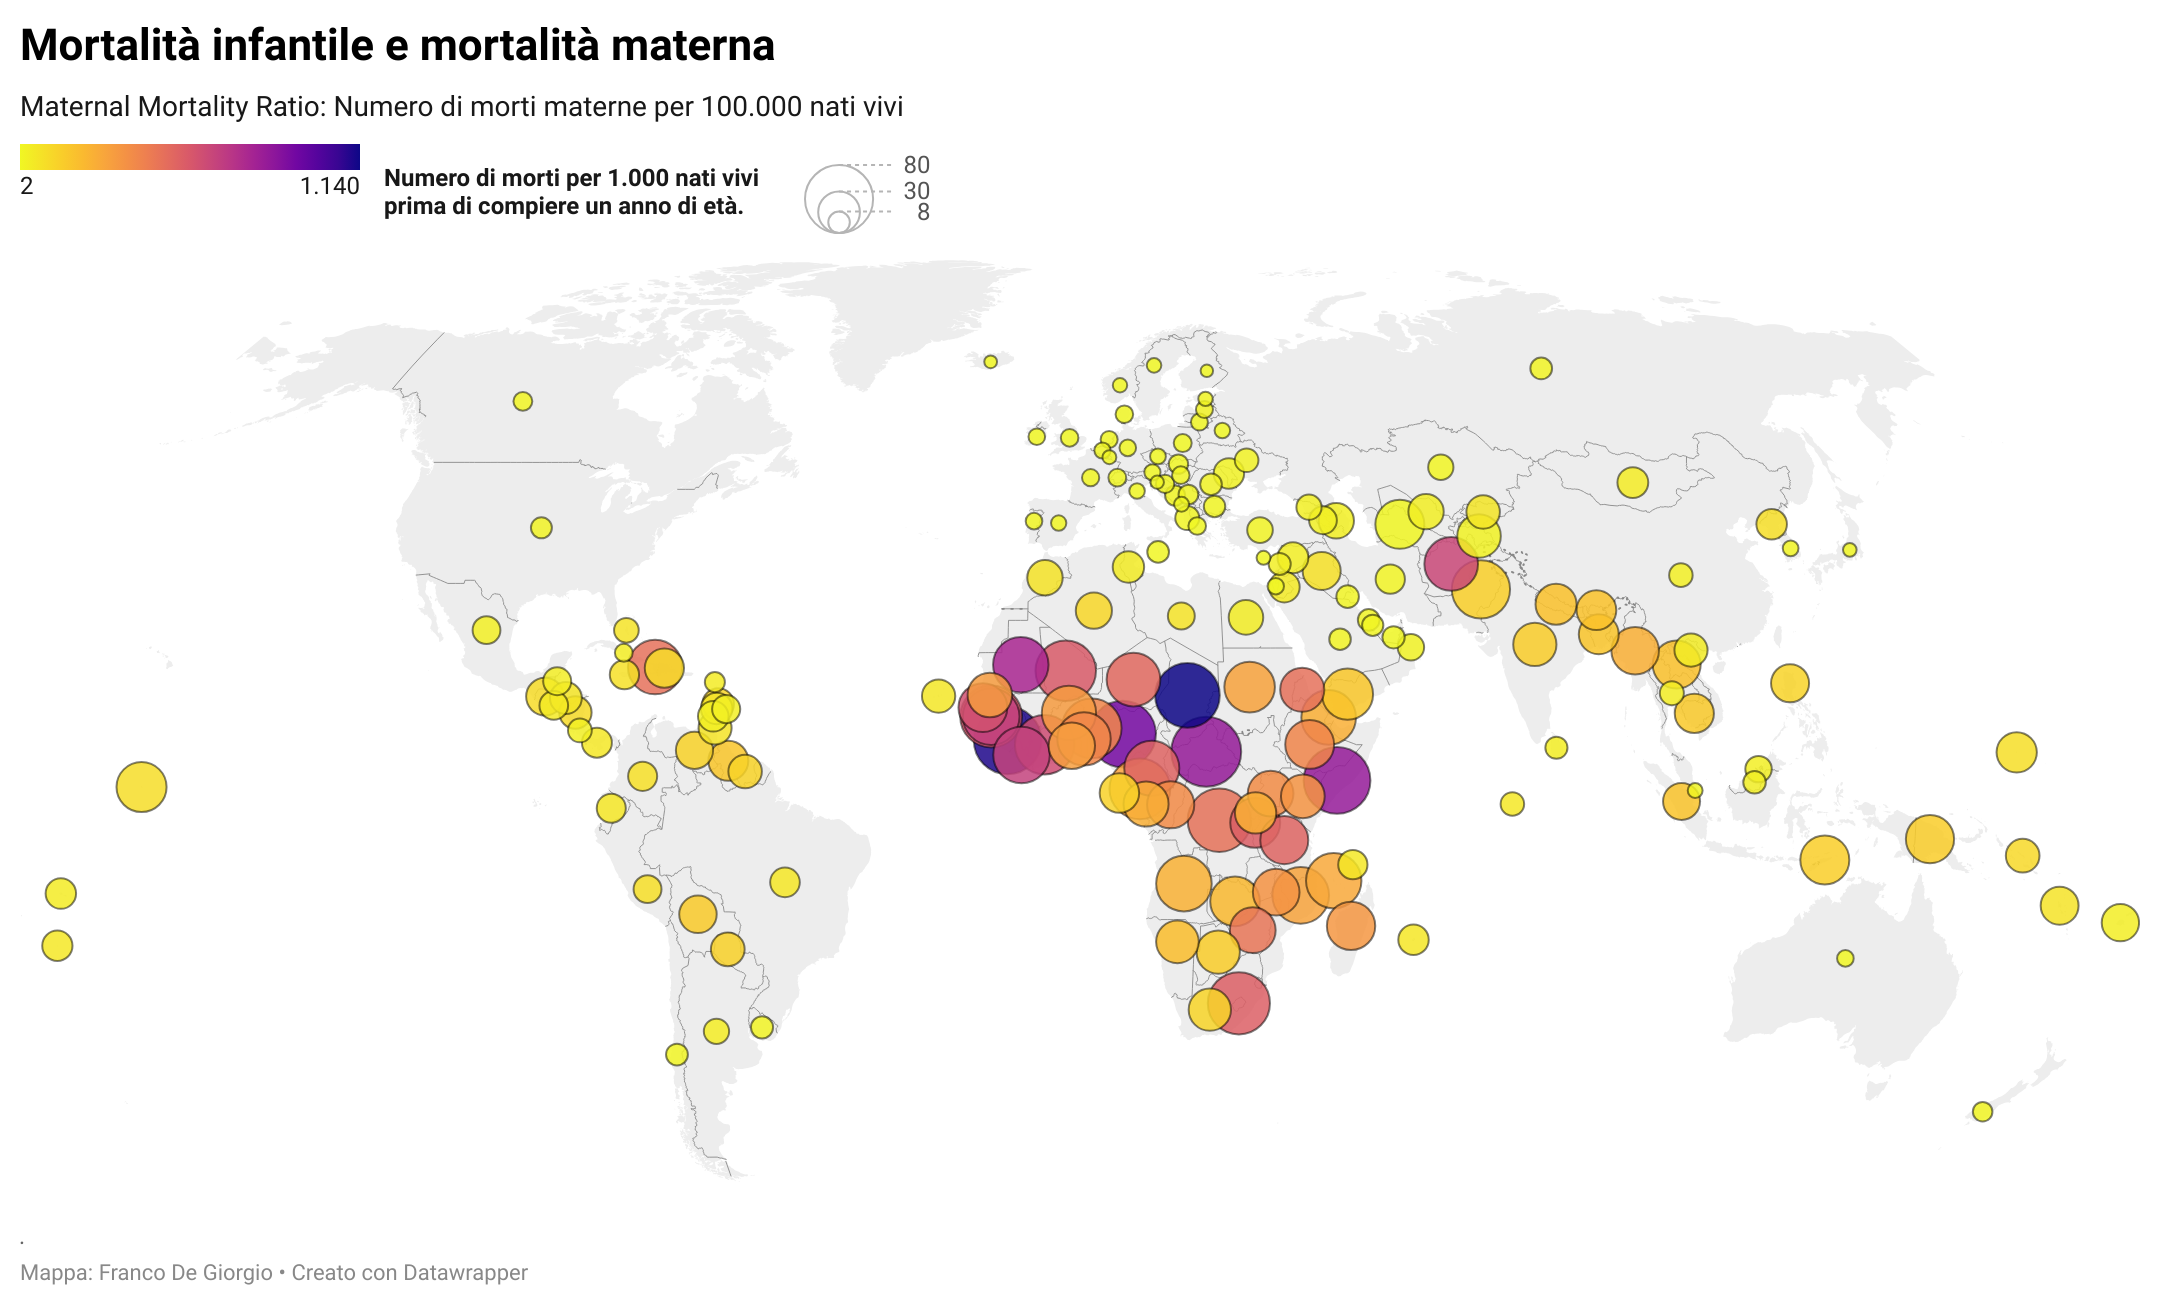 Mortalità infantile e mortalità materna
Maternal Mortality Ratio: Numero di morti materne per 100.000 nati vivi
2
1.140
Numero di morti per 1.000 nati vivi
prima di compiere un anno di età.
80
30
8
.
Mappa: Franco De Giorgio • Creato con Datawrapper